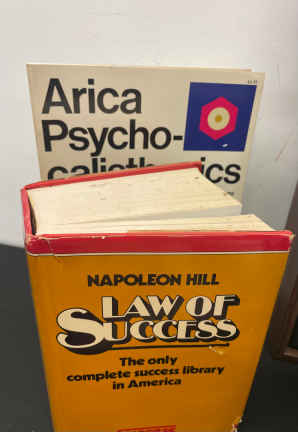 Arica
Psycho-
NAPOLEON HILL
LAW OF
SUCCESS
The only
complete success library
in America